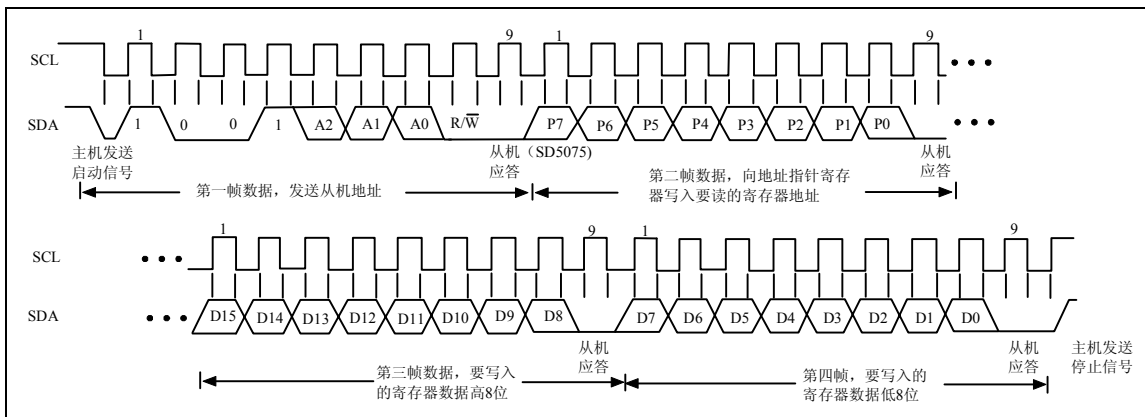 1 9 1 9
SCL
SDA 1 0 0 1 A2 A1 A0 R/W̅ P7 P6 P5 P4 P3 P2 P1 P0
主机发送
启动信号
从机（SD5075)
应答
从机
应答
第一帧数据，发送从机地址
第二帧数据，向地址指针寄存
器写入要读的寄存器地址
1 9 1 9
SCL
SDA D15 D14 D13 D12 D11 D10 D9 D8 D7 D6 D5 D4 D3 D2 D1 D0
从机
应答
从机
应答
主机发送
停止信号
第三帧数据，要写入
的寄存器数据高8位
第四帧，要写入的
寄存器数据低8位